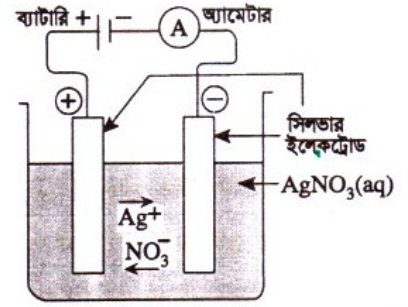 ব্যাটারি + − A অ্যামেটার
+ −
সিলভার
ইলেকট্রোড
AgNO₃(aq)
Ag⁺
NO₃⁻